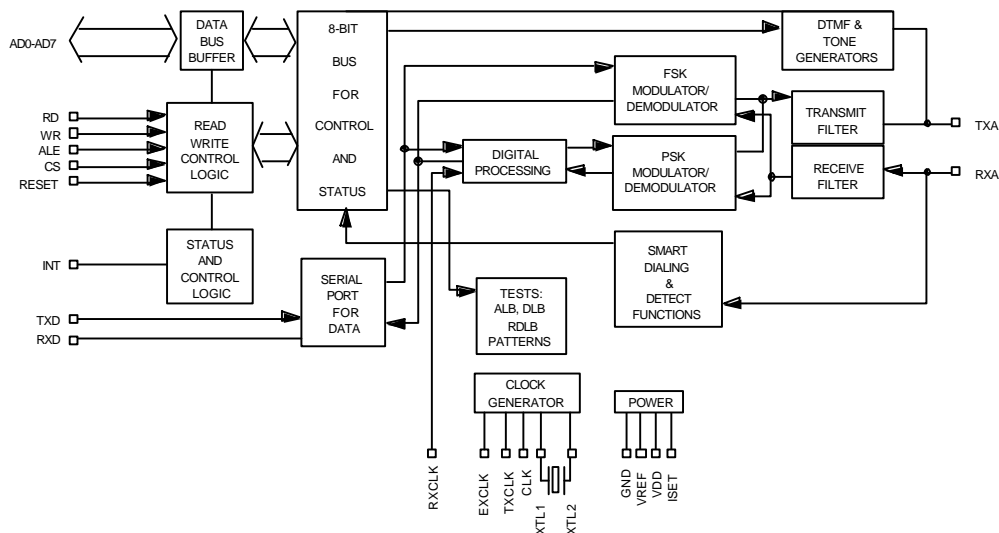 AD0-AD7
DATA
BUS
BUFFER
8-BIT
BUS
FOR
CONTROL
AND
STATUS
DTMF &
TONE
GENERATORS
FSK
MODULATOR/
DEMODULATOR
TRANSMIT
FILTER
TXA
RD
WR
ALE
CS
RESET
READ
WRITE
CONTROL
LOGIC
DIGITAL
PROCESSING
PSK
MODULATOR/
DEMODULATOR
RECEIVE
FILTER
RXA
INT
STATUS
AND
CONTROL
LOGIC
SERIAL
PORT
FOR
DATA
TXD
RXD
TESTS:
ALB, DLB
RDLB
PATTERNS
SMART
DIALING
&
DETECT
FUNCTIONS
CLOCK
GENERATOR
POWER
RXCLK
EXCLK
TXCLK
CLK
XTL1
XTL2
GND
VREF
VDD
ISET